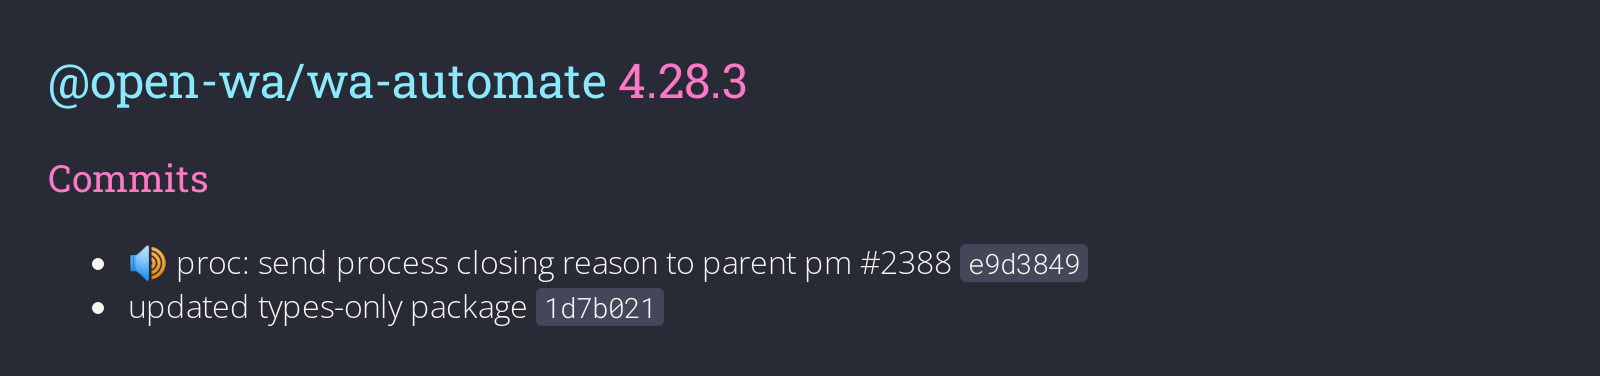 @open-wa/wa-automate 4.28.3
Commits
🔊 proc: send process closing reason to parent pm #2388 e9d3849
updated types-only package 1d7b021